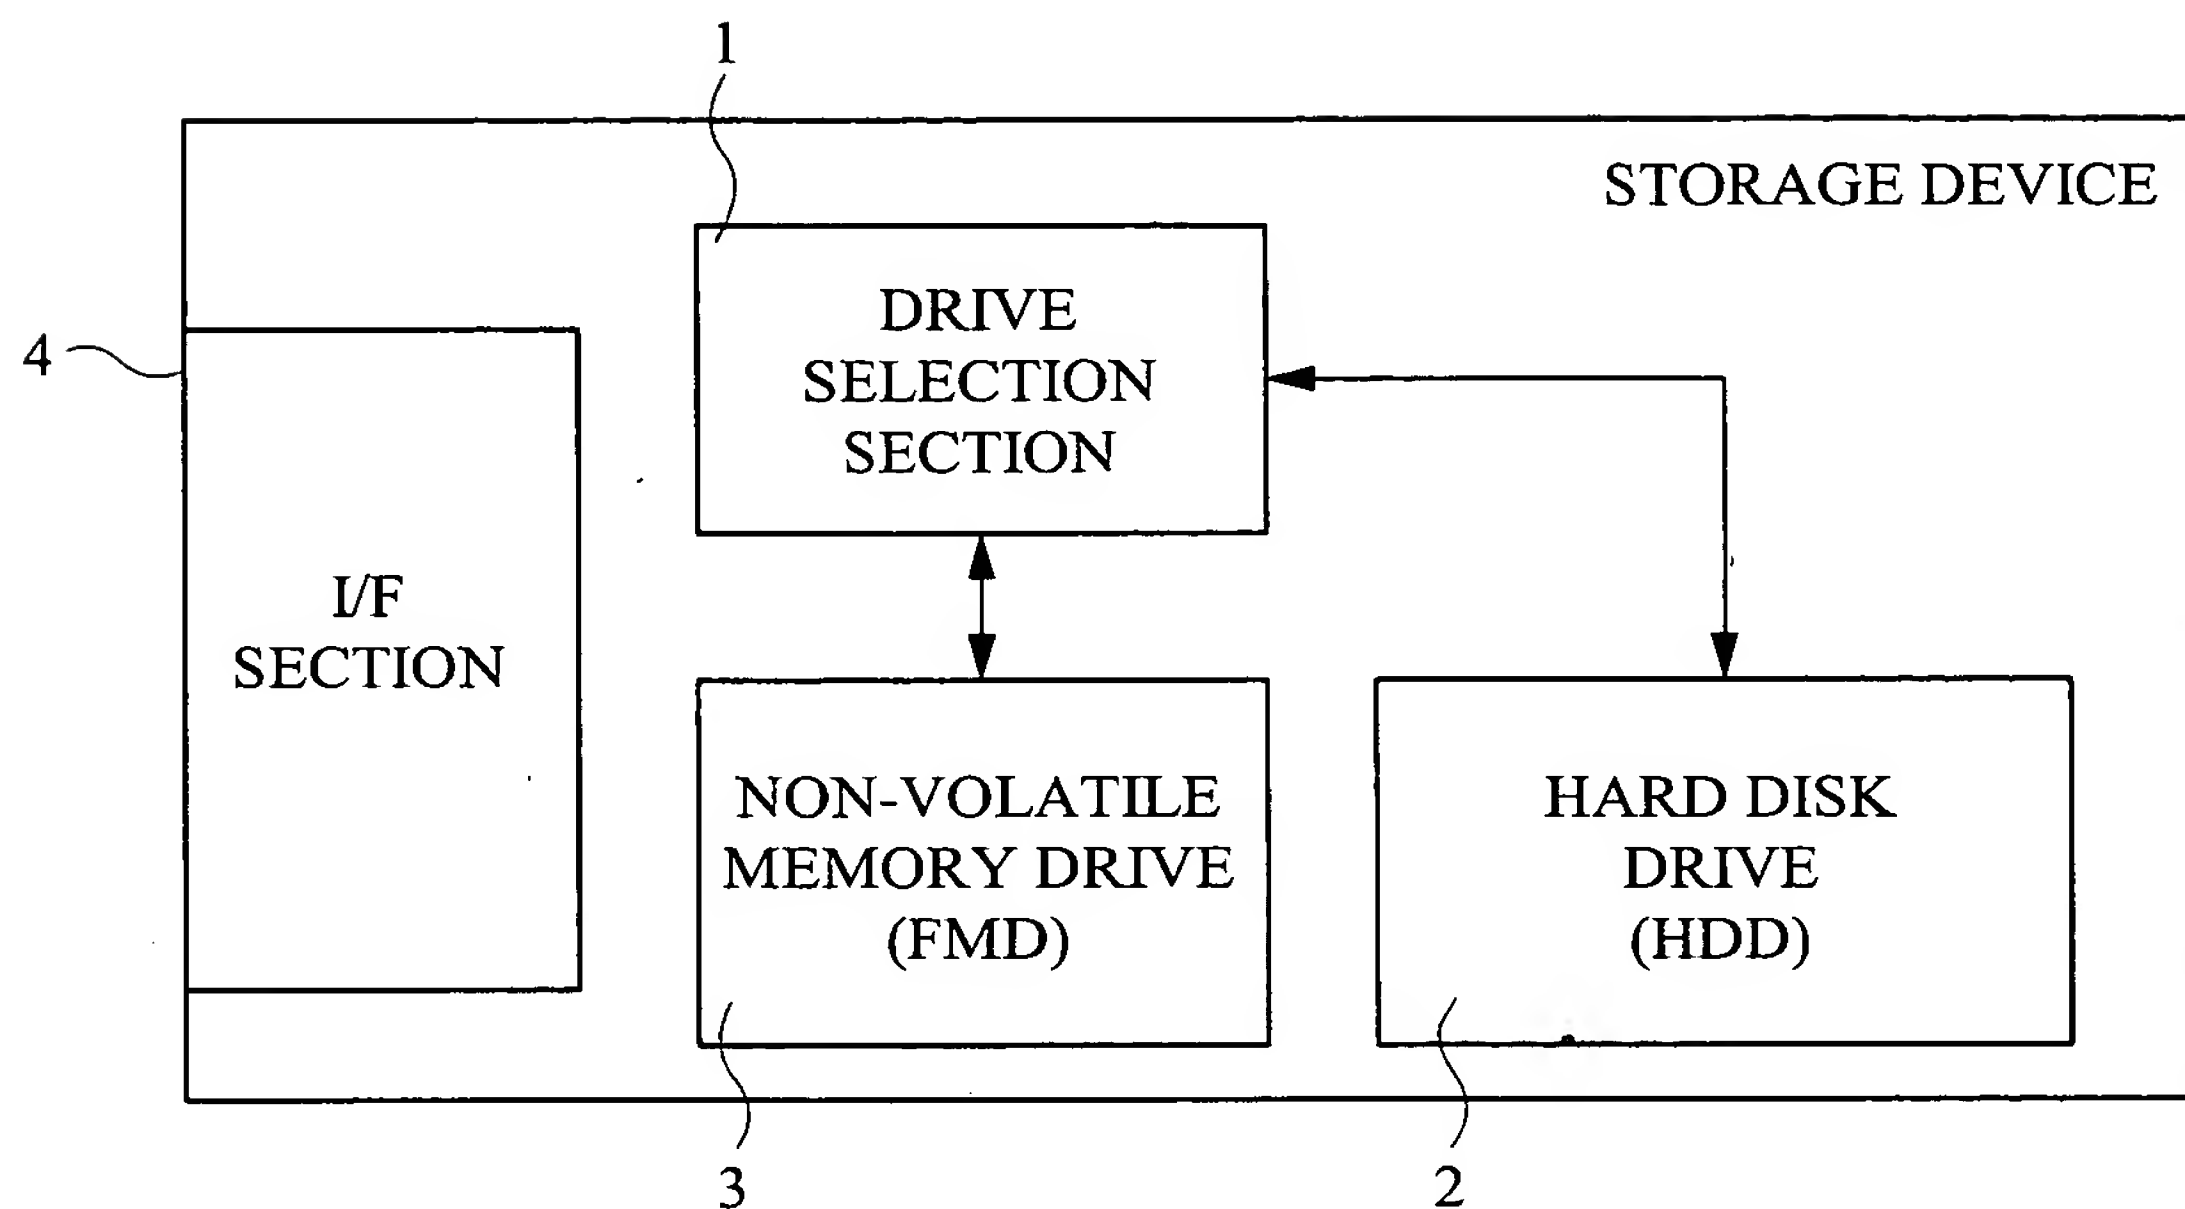 1
STORAGE DEVICE
DRIVE
SELECTION
SECTION
4
I/F
SECTION
NON-VOLATILE
MEMORY DRIVE
(FMD)
HARD DISK
DRIVE
(HDD)
3
2